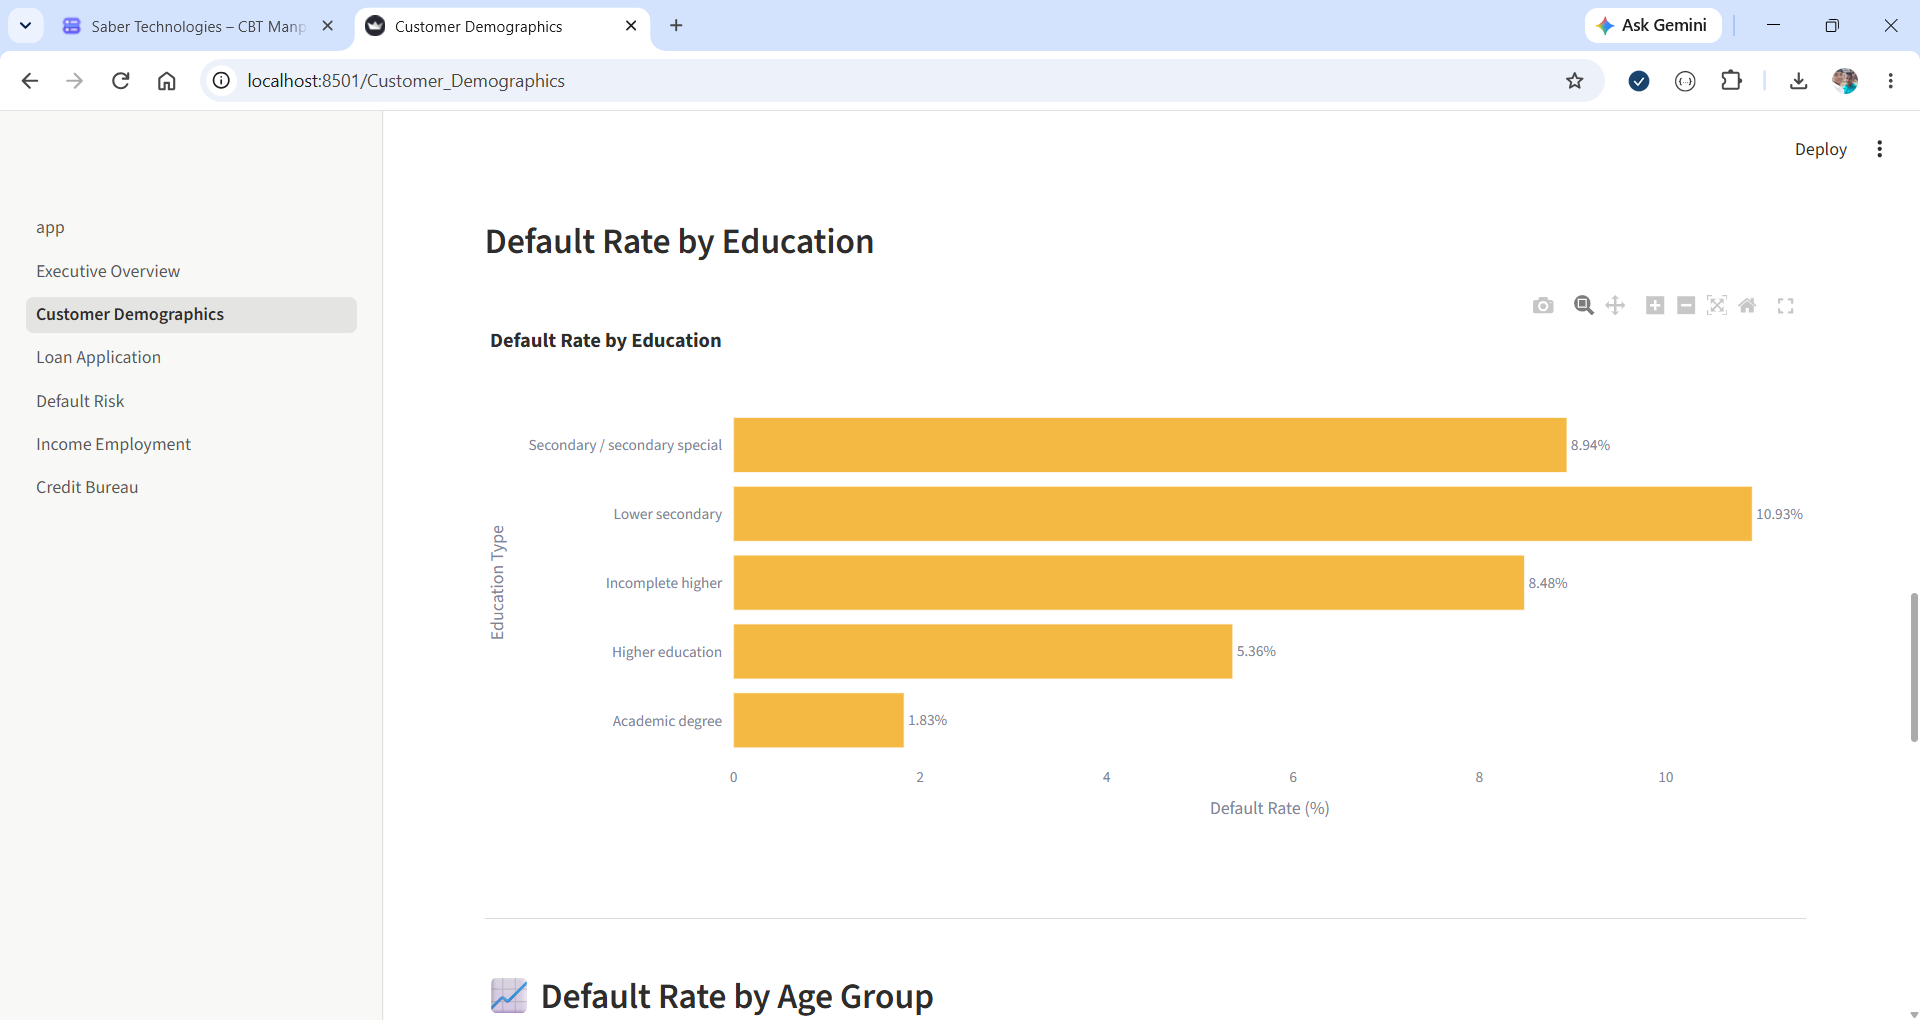 Saber Technologies – CBT Manp
Customer Demographics
Ask Gemini
localhost:8501/Customer_Demographics
Deploy
app
Executive Overview
Customer Demographics
Loan Application
Default Risk
Income Employment
Credit Bureau
Default Rate by Education
Default Rate by Education
Education Type
Secondary / secondary special
8.94%
Lower secondary
10.93%
Incomplete higher
8.48%
Higher education
5.36%
Academic degree
1.83%
0 2 4 6 8 10
Default Rate (%)
Default Rate by Age Group